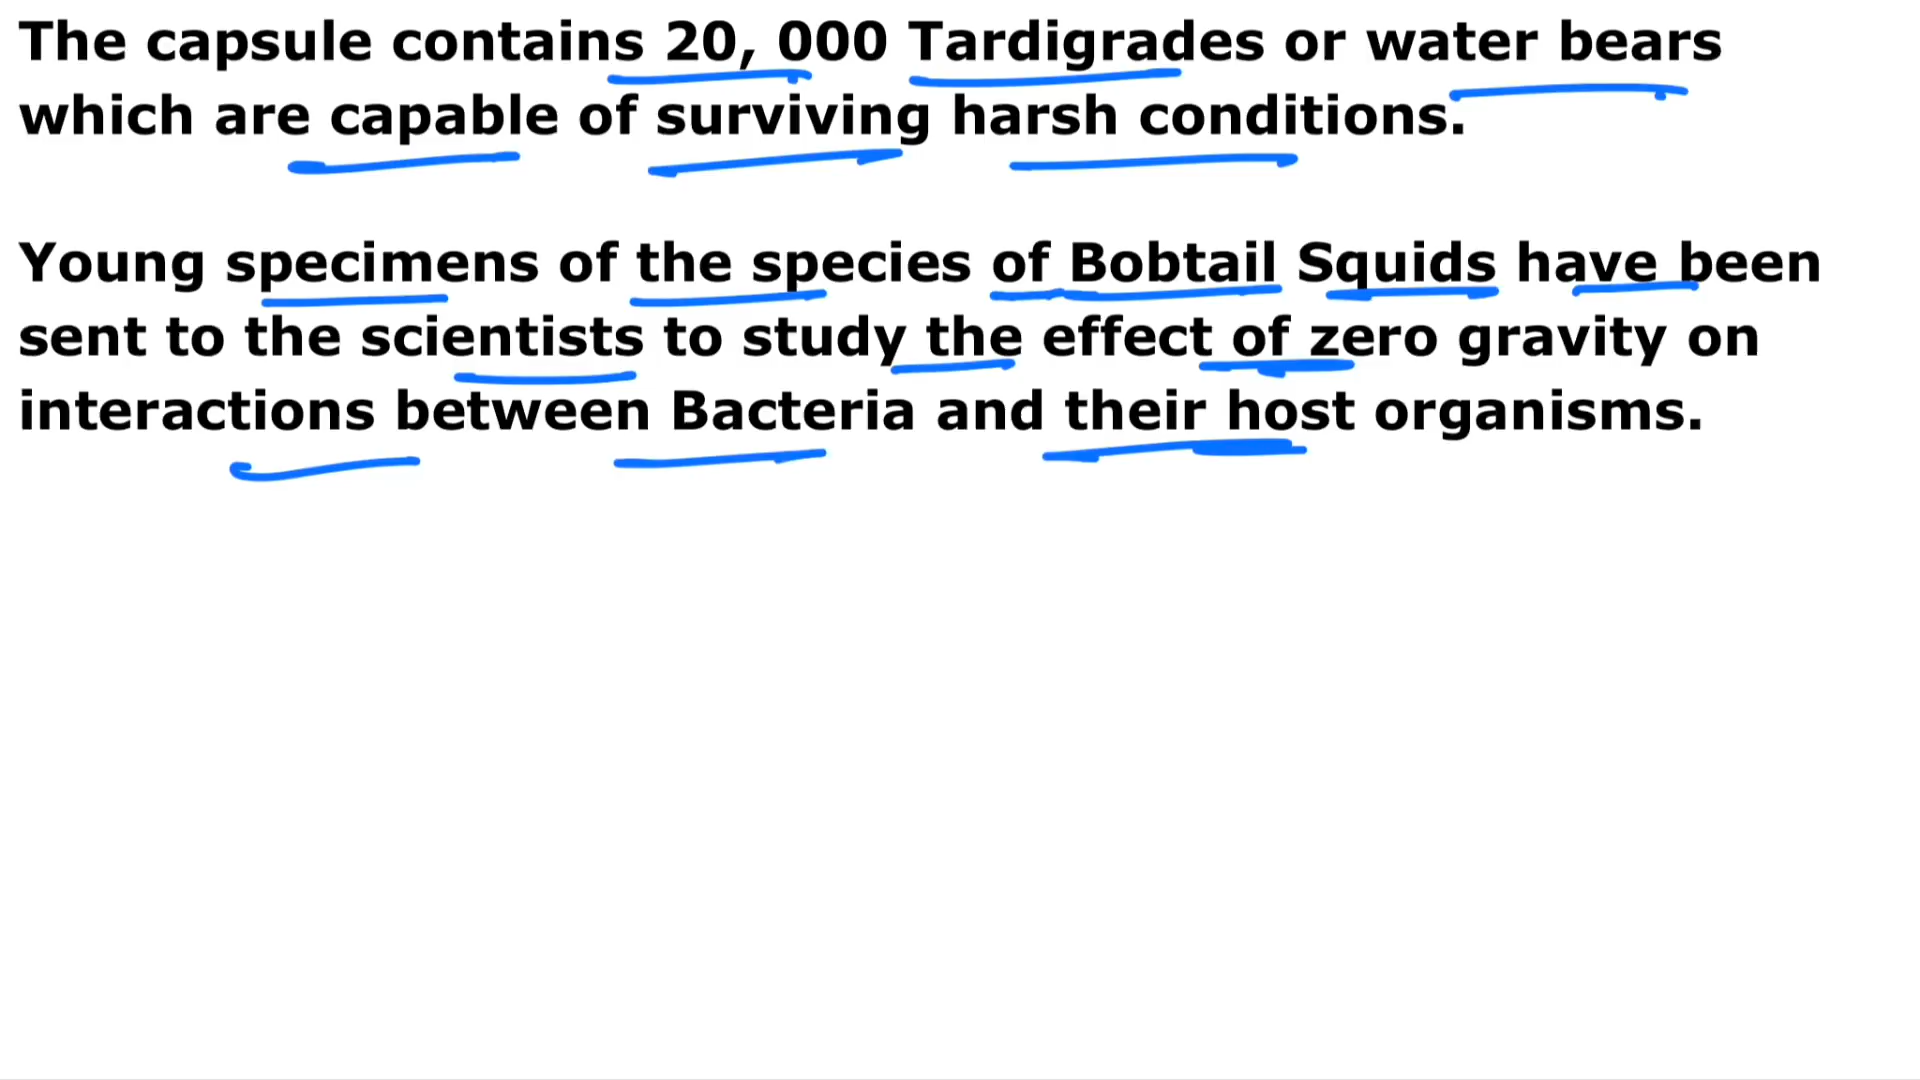 The capsule contains 20, 000 Tardigrades or water bears
which are capable of surviving harsh conditions.
Young specimens of the species of Bobtail Squids have been
sent to the scientists to study the effect of zero gravity on
interactions between Bacteria and their host organisms.